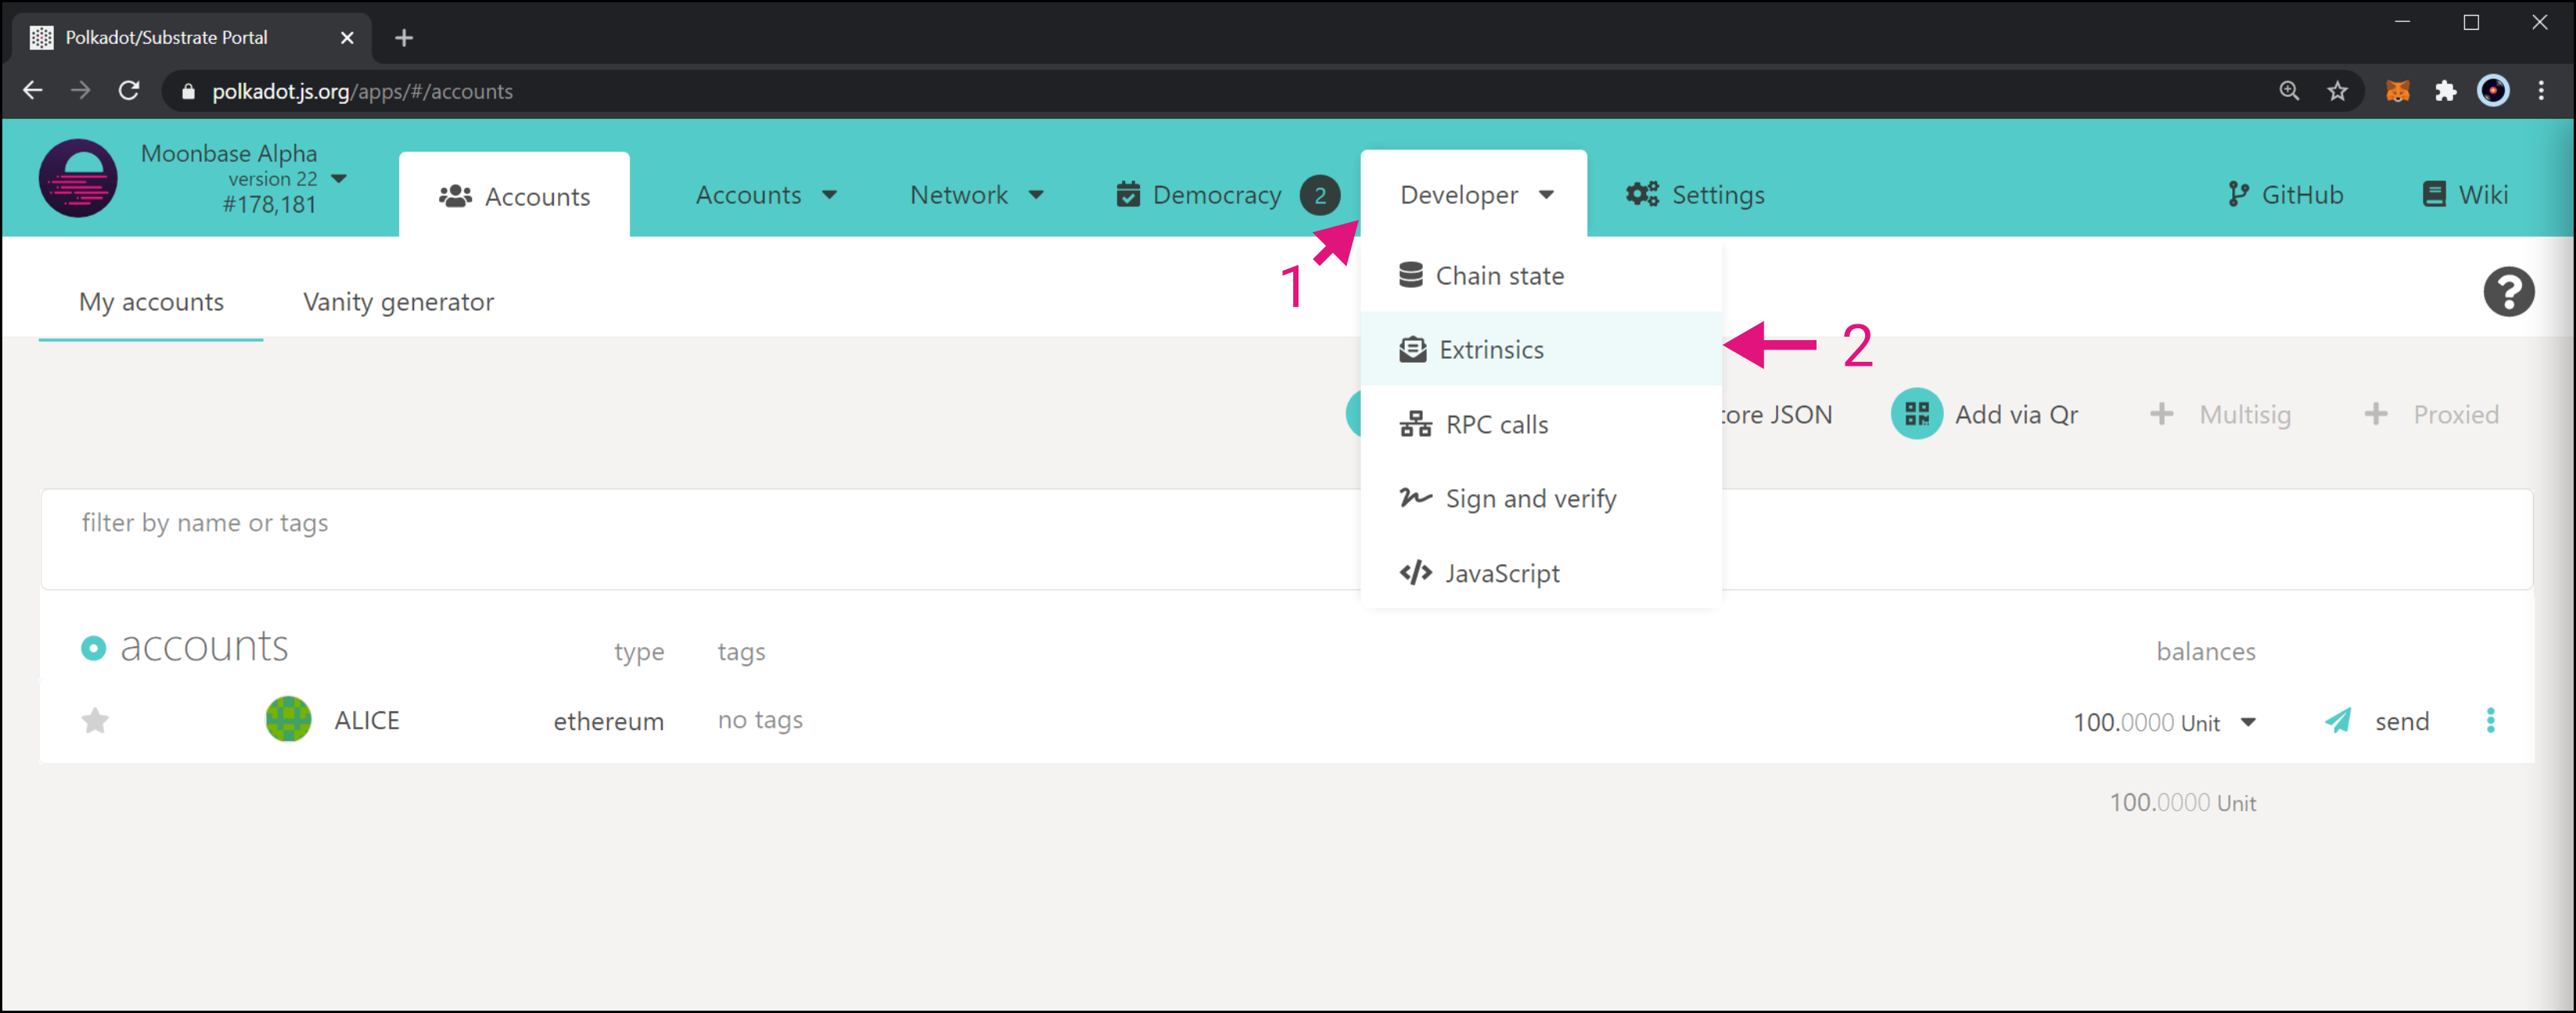 Polkadot/Substrate Portal
polkadot.js.org/apps/#/accounts
Moonbase Alpha
version 22
#178,181
Accounts
Accounts
Network
Democracy 2
Developer
Settings
GitHub
Wiki
1
My accounts
Vanity generator
Chain state
Extrinsics
2
RPC calls
Sign and verify
JavaScript
tore JSON
Add via Qr
Multisig
Proxied
filter by name or tags
accounts type tags balances
ALICE ethereum no tags 100.0000 Unit send
100.0000 Unit